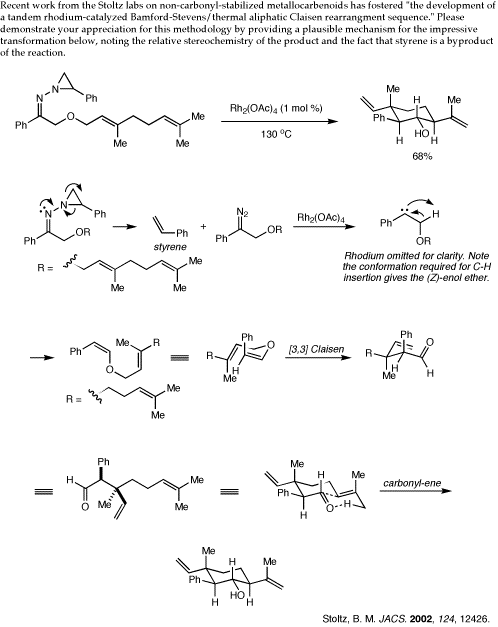 Recent work from the Stoltz labs on non-carbonyl-stabilized metallocarbenoids has fostered "the development of
a tandem rhodium-catalyzed Bamford-Stevens/thermal aliphatic Claisen rearrangment sequence." Please
demonstrate your appreciation for this methodology by providing a plausible mechanism for the impressive
transformation below, noting the relative stereochemistry of the product and the fact that styrene is a byproduct
of the reaction.
N
N
Ph
Ph
O
Me
Me
Me
Rh2(OAc)4 (1 mol %)
130 °C
Me
Ph
H
HO
H
H
Me
68%
N
N
Ph
Ph
OR
R =
Me
Me
Me
Ph
styrene
+
N2
Ph
OR
Rh2(OAc)4
Ph
H
OR
Rhodium omitted for clarity. Note
the conformation required for C-H
insertion gives the (Z)-enol ether.
Ph
O
Me
R
R =
Me
Me
Ph
R
O
H
Me
[3,3] Claisen
Ph
R
O
H
Me
H
Ph
H
O
Me
Me
Me
Me
Ph
H
H
O
H
Me
carbonyl-ene
Me
Ph
H
HO
H
H
Me
Stoltz, B. M. JACS. 2002, 124, 12426.